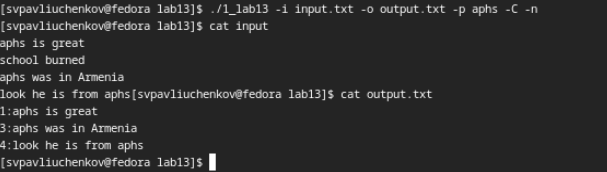 [svpavliuchenkov@fedora lab13]$ ./1_lab13 -i input.txt -o output.txt -p aphs -C -n
[svpavliuchenkov@fedora lab13]$ cat input
aphs is great
school burned
aphs was in Armenia
look he is from aphs[svpavliuchenkov@fedora lab13]$ cat output.txt
1:aphs is great
3:aphs was in Armenia
4:look he is from aphs
[svpavliuchenkov@fedora lab13]$